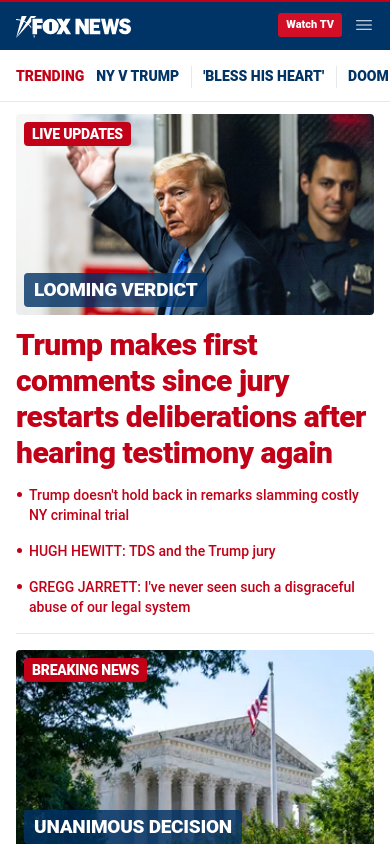 FOX NEWS
Watch TV
TRENDING NY V TRUMP 'BLESS HIS HEART' DOOM
LIVE UPDATES
LOOMING VERDICT
Trump makes first
comments since jury
restarts deliberations after
hearing testimony again
• Trump doesn't hold back in remarks slamming costly
NY criminal trial
• HUGH HEWITT: TDS and the Trump jury
• GREGG JARRETT: I've never seen such a disgraceful
abuse of our legal system
BREAKING NEWS
UNANIMOUS DECISION